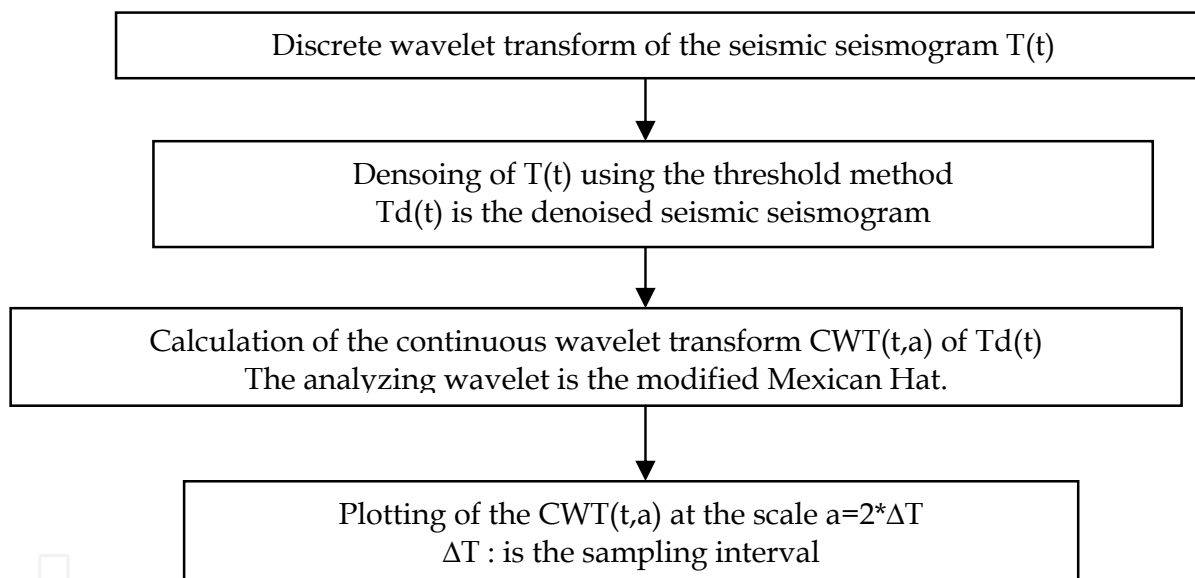 Discrete wavelet transform of the seismic seismogram T(t)
Densoing of T(t) using the threshold method
Td(t) is the denoised seismic seismogram
Calculation of the continuous wavelet transform CWT(t,a) of Td(t)
The analyzing wavelet is the modified Mexican Hat.
Plotting of the CWT(t,a) at the scale a=2*ΔT
ΔT : is the sampling interval